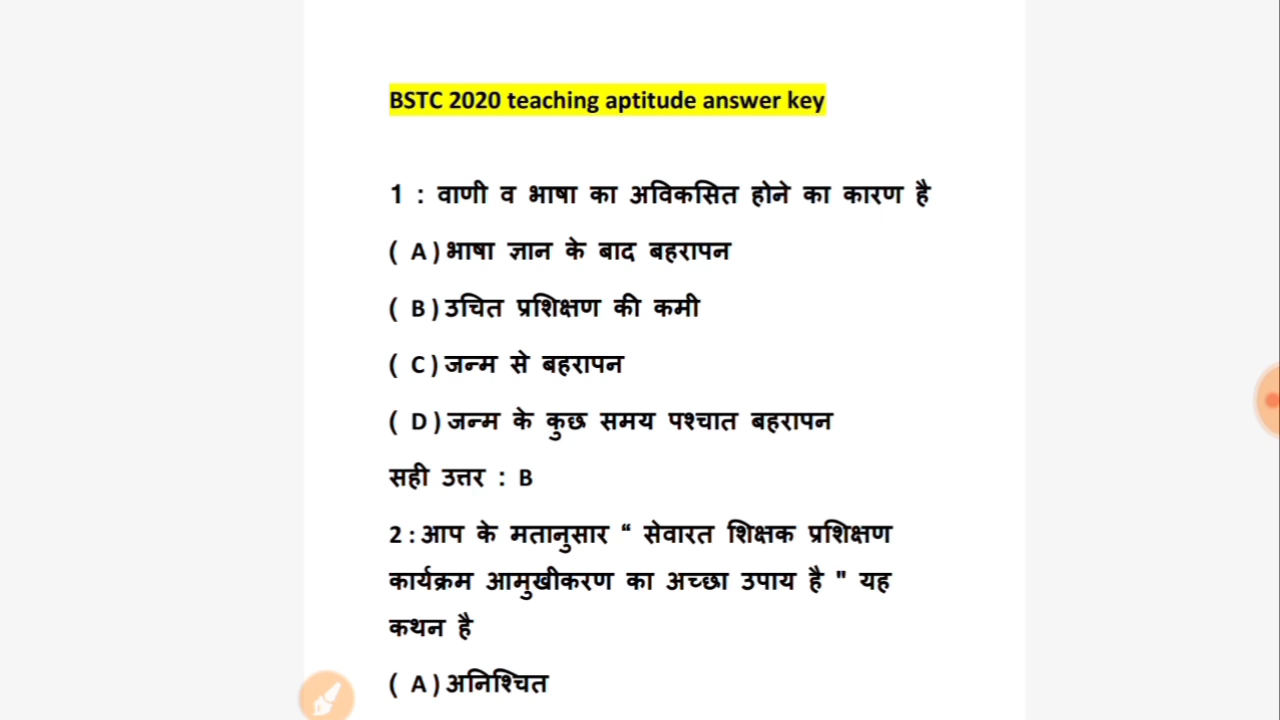 BSTC 2020 teaching aptitude answer key
1 : वाणी व भाषा का अविकसित होने का कारण है
( A ) भाषा ज्ञान के बाद बहरापन
( B ) उचित प्रशिक्षण की कमी
( C ) जन्म से बहरापन
( D ) जन्म के कुछ समय पश्चात बहरापन
सही उत्तर : B
2 : आप के मतानुसार “ सेवारत शिक्षक प्रशिक्षण
कार्यक्रम आमुखीकरण का अच्छा उपाय है " यह
कथन है
( A ) अनिश्चित